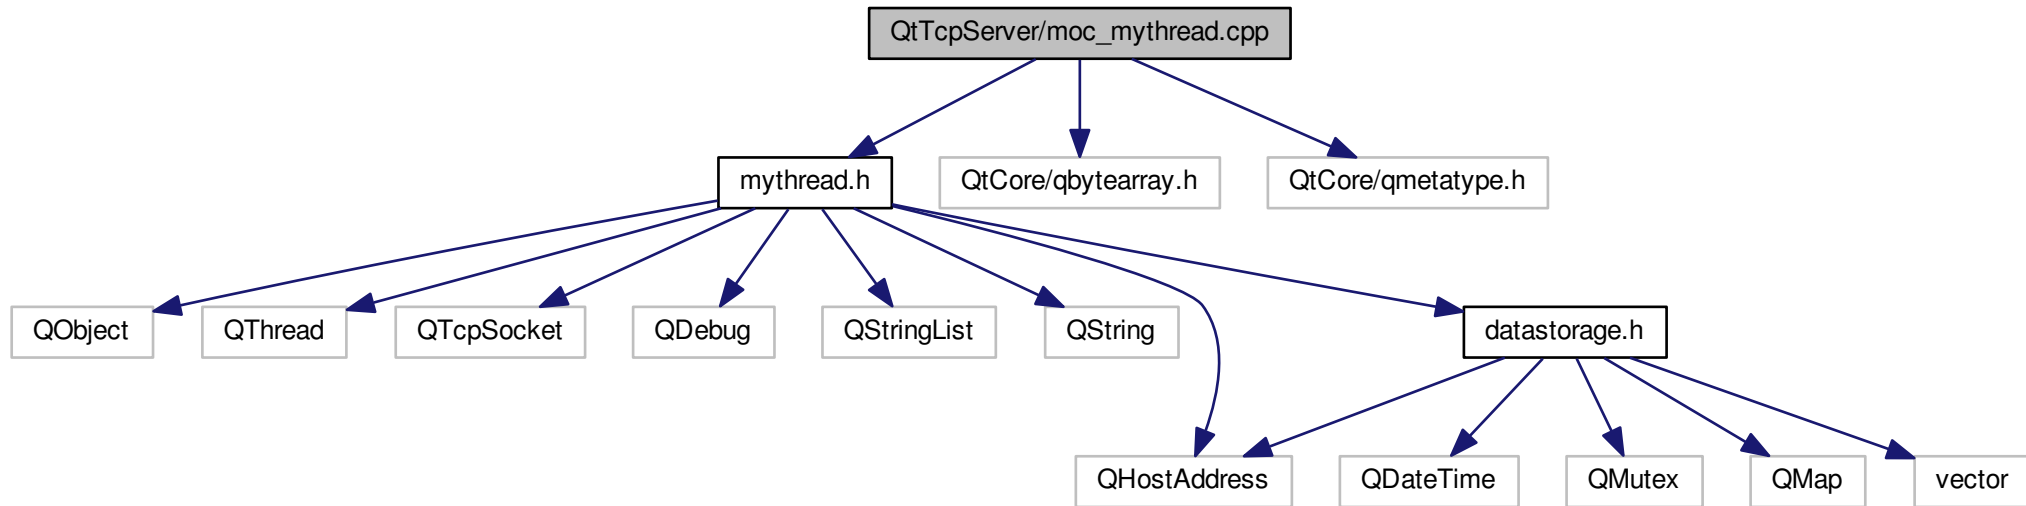 QtTcpServer/moc_mythread.cpp
mythread.h
QtCore/qbytearray.h
QtCore/qmetatype.h
QObject
QThread
QTcpSocket
QDebug
QStringList
QString
datastorage.h
QHostAddress
QDateTime
QMutex
QMap
vector